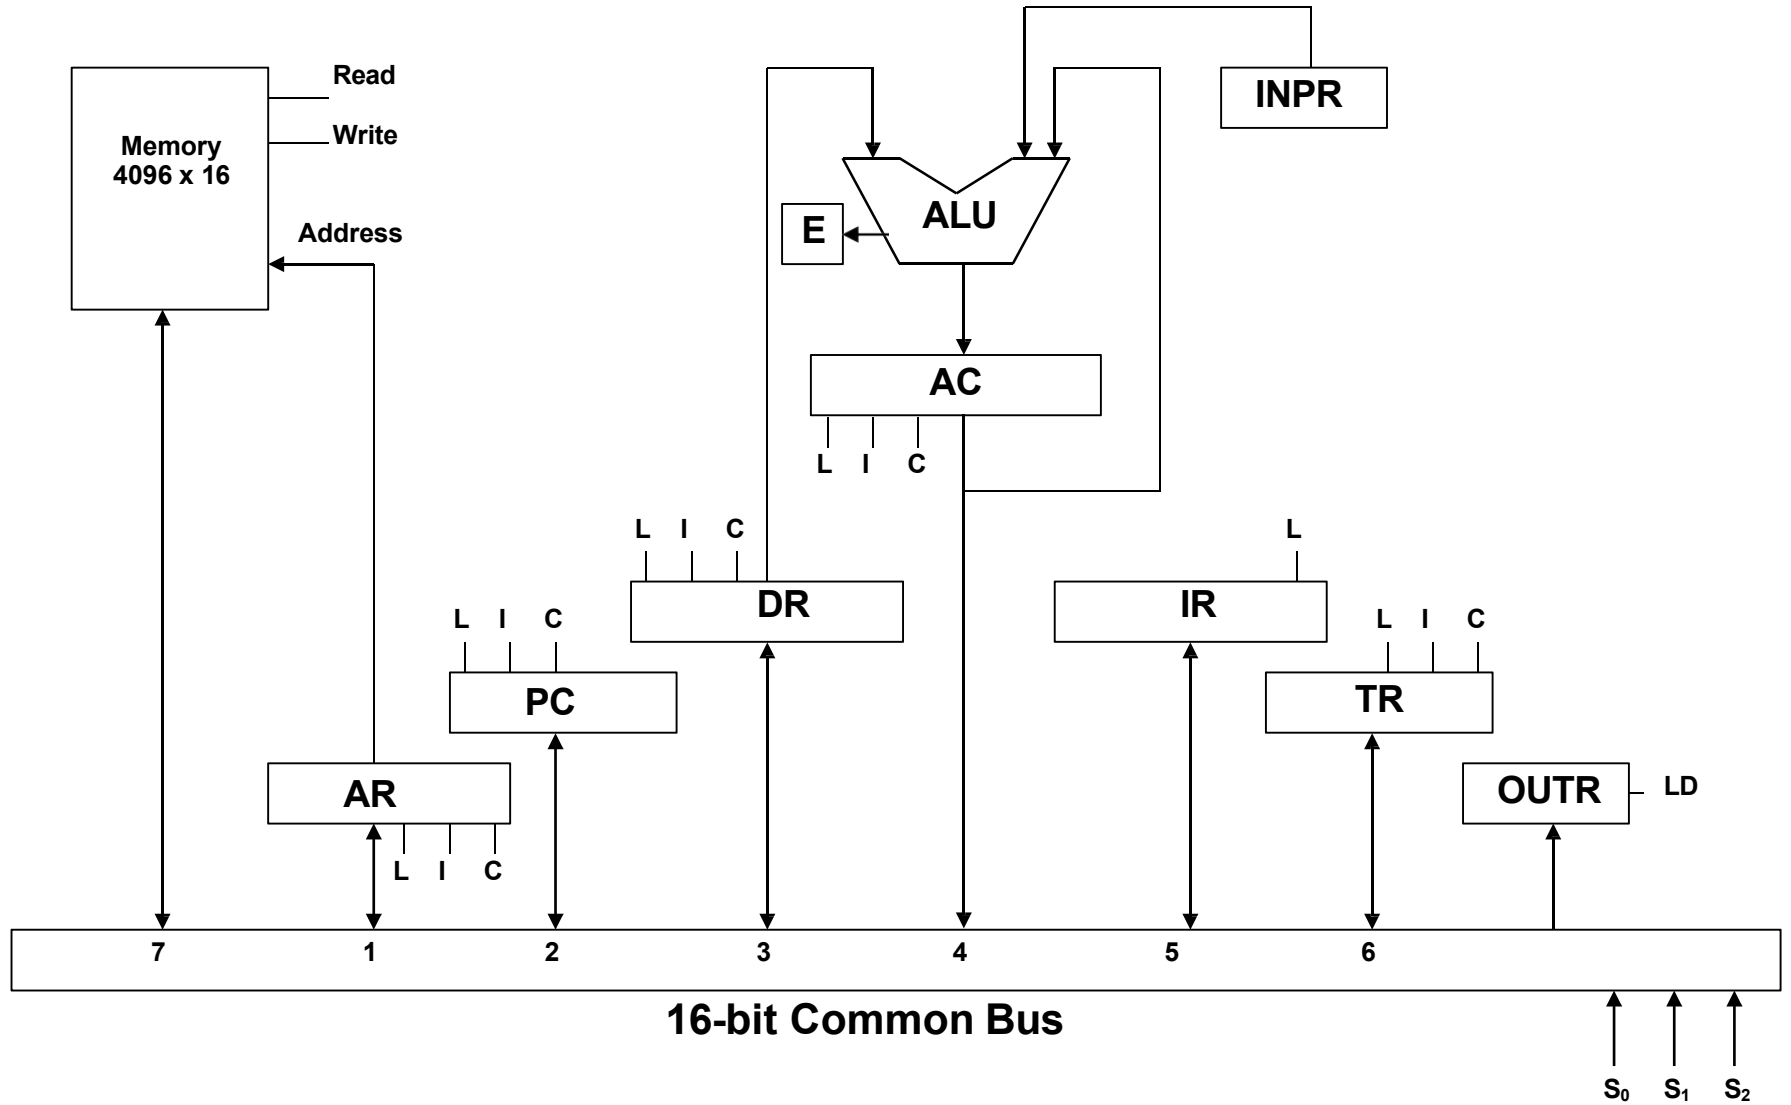 Read
Write
Memory
4096 x 16
Address
INPR
ALU
E
AC
L I C
L I C
DR
L
IR
L I C
PC
L I C
TR
AR
L I C
OUTR LD
7 1 2 3 4 5 6
16-bit Common Bus
S₀ S₁ S₂